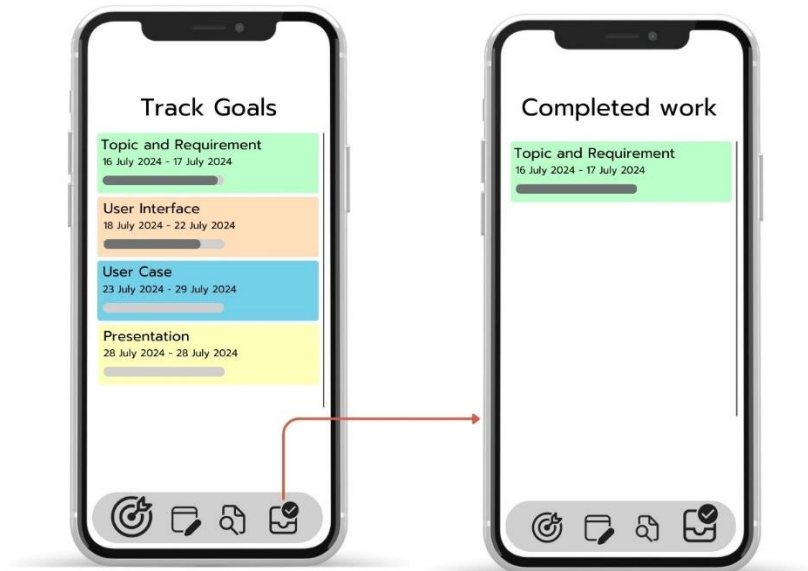 Track Goals
Topic and Requirement
16 July 2024 - 17 July 2024
User Interface
18 July 2024 - 22 July 2024
User Case
23 July 2024 - 29 July 2024
Presentation
28 July 2024 - 28 July 2024
Completed work
Topic and Requirement
16 July 2024 - 17 July 2024